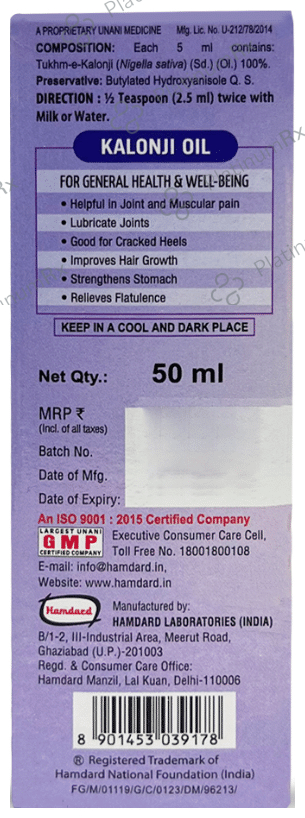 A PROPRIETARY UNANI MEDICINE Mfg. Lic. No. U-212/78/2014
COMPOSITION: Each 5 ml contains:
Tukhm-e-Kalonji (Nigella sativa) (Sd.) (Ol.) 100%.
Preservative: Butylated Hydroxyanisole Q. S.
DIRECTION : ½ Teaspoon (2.5 ml) twice with
Milk or Water.
KALONJI OIL
FOR GENERAL HEALTH & WELL-BEING
• Helpful in Joint and Muscular pain
• Lubricate Joints
• Good for Cracked Heels
• Improves Hair Growth
• Strengthens Stomach
• Relieves Flatulence
KEEP IN A COOL AND DARK PLACE
Net Qty.: 50 ml
MRP ₹
(Incl. of all taxes)
Batch No.
Date of Mfg.
Date of Expiry:
An ISO 9001 : 2015 Certified Company
LARGEST UNANI
GMP
CERTIFIED COMPANY
Executive Consumer Care Cell,
Toll Free No. 18001800108
E-mail: info@hamdard.in,
Website: www.hamdard.in
Hamdard
Manufactured by:
HAMDARD LABORATORIES (INDIA)
B/1-2, III-Industrial Area, Meerut Road,
Ghaziabad (U.P.)-201003
Regd. & Consumer Care Office:
Hamdard Manzil, Lal Kuan, Delhi-110006
8 901453 039178
® Registered Trademark of
Hamdard National Foundation (India)
FG/M/01119/G/C/0123/DM/96213/